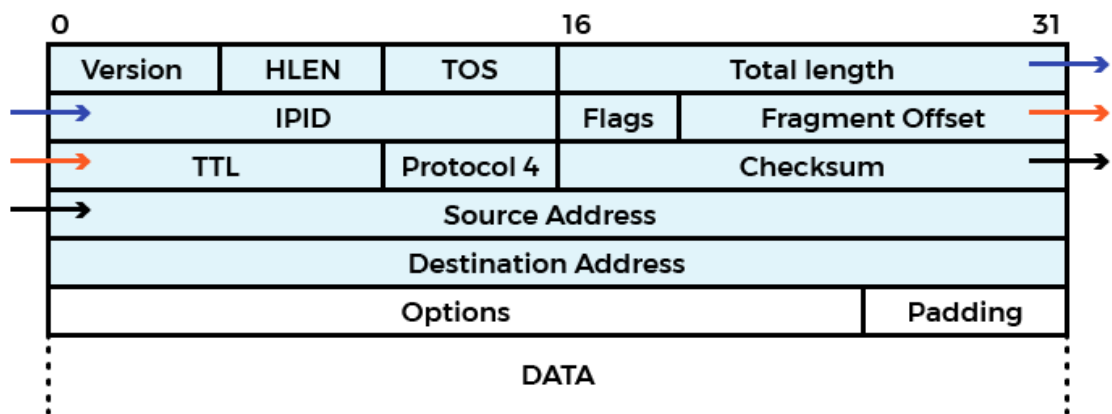 0 16 31
Version HLEN TOS Total length
IPID Flags Fragment Offset
TTL Protocol 4 Checksum
Source Address
Destination Address
Options Padding
DATA